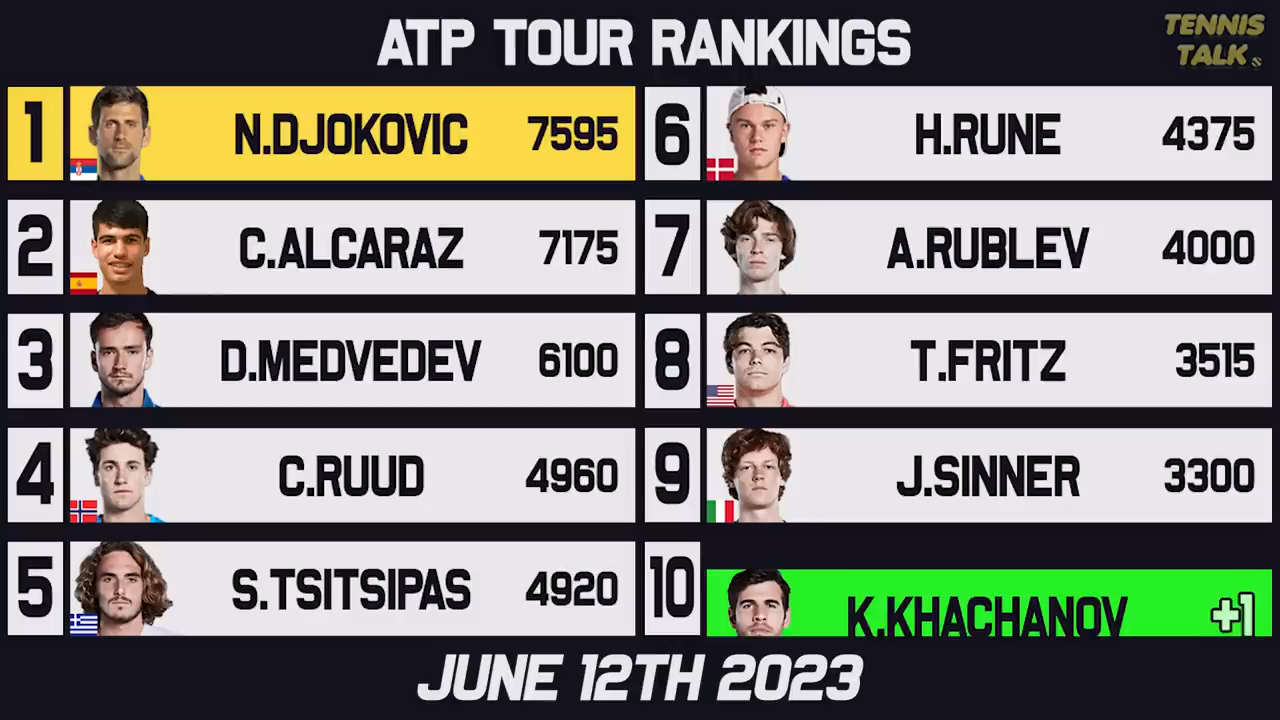 ATP TOUR RANKINGS
TENNIS
TALK
1 N.DJOKOVIC 7595
2 C.ALCARAZ 7175
3 D.MEDVEDEV 6100
4 C.RUUD 4960
5 S.TSITSIPAS 4920
6 H.RUNE 4375
7 A.RUBLEV 4000
8 T.FRITZ 3515
9 J.SINNER 3300
10 K.KHACHANOV +1
JUNE 12TH 2023